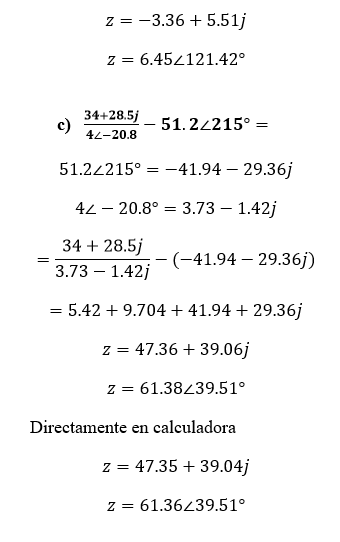 z = −3.36 + 5.51j
z = 6.45∠121.42°
c) 34+28.5j / 4∠−20.8 − 51.2∠215° =
51.2∠215° = −41.94 − 29.36j
4∠ − 20.8° = 3.73 − 1.42j
= 34 + 28.5j / 3.73 − 1.42j − (−41.94 − 29.36j)
= 5.42 + 9.704 + 41.94 + 29.36j
z = 47.36 + 39.06j
z = 61.38∠39.51°
Directamente en calculadora
z = 47.35 + 39.04j
z = 61.36∠39.51°